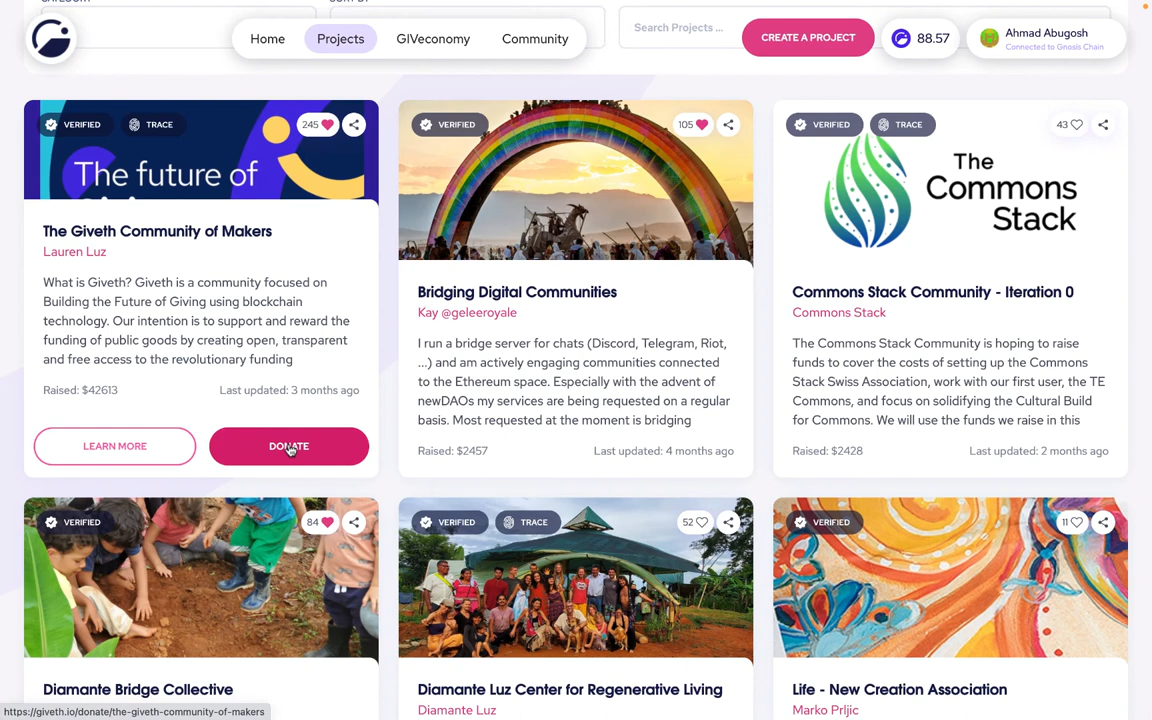 Home
Projects
GIVeconomy
Community
Search Projects ...
CREATE A PROJECT
88.57
Ahmad Abugosh
Connected to Gnosis Chain
VERIFIED
TRACE
245
The future of
The Giveth Community of Makers
Lauren Luz
What is Giveth? Giveth is a community focused on
Building the Future of Giving using blockchain
technology. Our intention is to support and reward the
funding of public goods by creating open, transparent
and free access to the revolutionary funding
Raised: $42613
Last updated: 3 months ago
LEARN MORE
DONATE
VERIFIED
105
Bridging Digital Communities
Kay @geleeroyale
I run a bridge server for chats (Discord, Telegram, Riot,
...) and am actively engaging communities connected
to the Ethereum space. Especially with the advent of
newDAOs my services are being requested on a regular
basis. Most requested at the moment is bridging
Raised: $2457
Last updated: 4 months ago
VERIFIED
TRACE
43
The
Commons
Stack
Commons Stack Community - Iteration 0
Commons Stack
The Commons Stack Community is hoping to raise
funds to cover the costs of setting up the Commons
Stack Swiss Association, work with our first user, the TE
Commons, and focus on solidifying the Cultural Build
for Commons. We will use the funds we raise in this
Raised: $2428
Last updated: 2 months ago
VERIFIED
84
Diamante Bridge Collective
VERIFIED
TRACE
52
Diamante Luz Center for Regenerative Living
Diamante Luz
VERIFIED
11
Life - New Creation Association
Marko Prljic
https://giveth.io/donate/the-giveth-community-of-makers